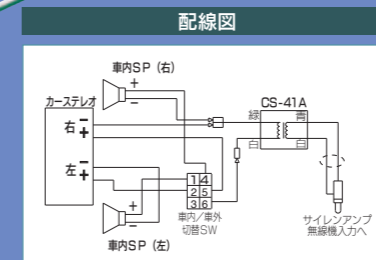 配線図
車内SP（右）
+
−
カーステレオ
CS-41A
緑 青
右 − +
白 白
左 − +
1 4
2 5
3 6
+
−
車内／車外
切替SW
車内SP（左）
サイレンアンプ
無線機入力へ